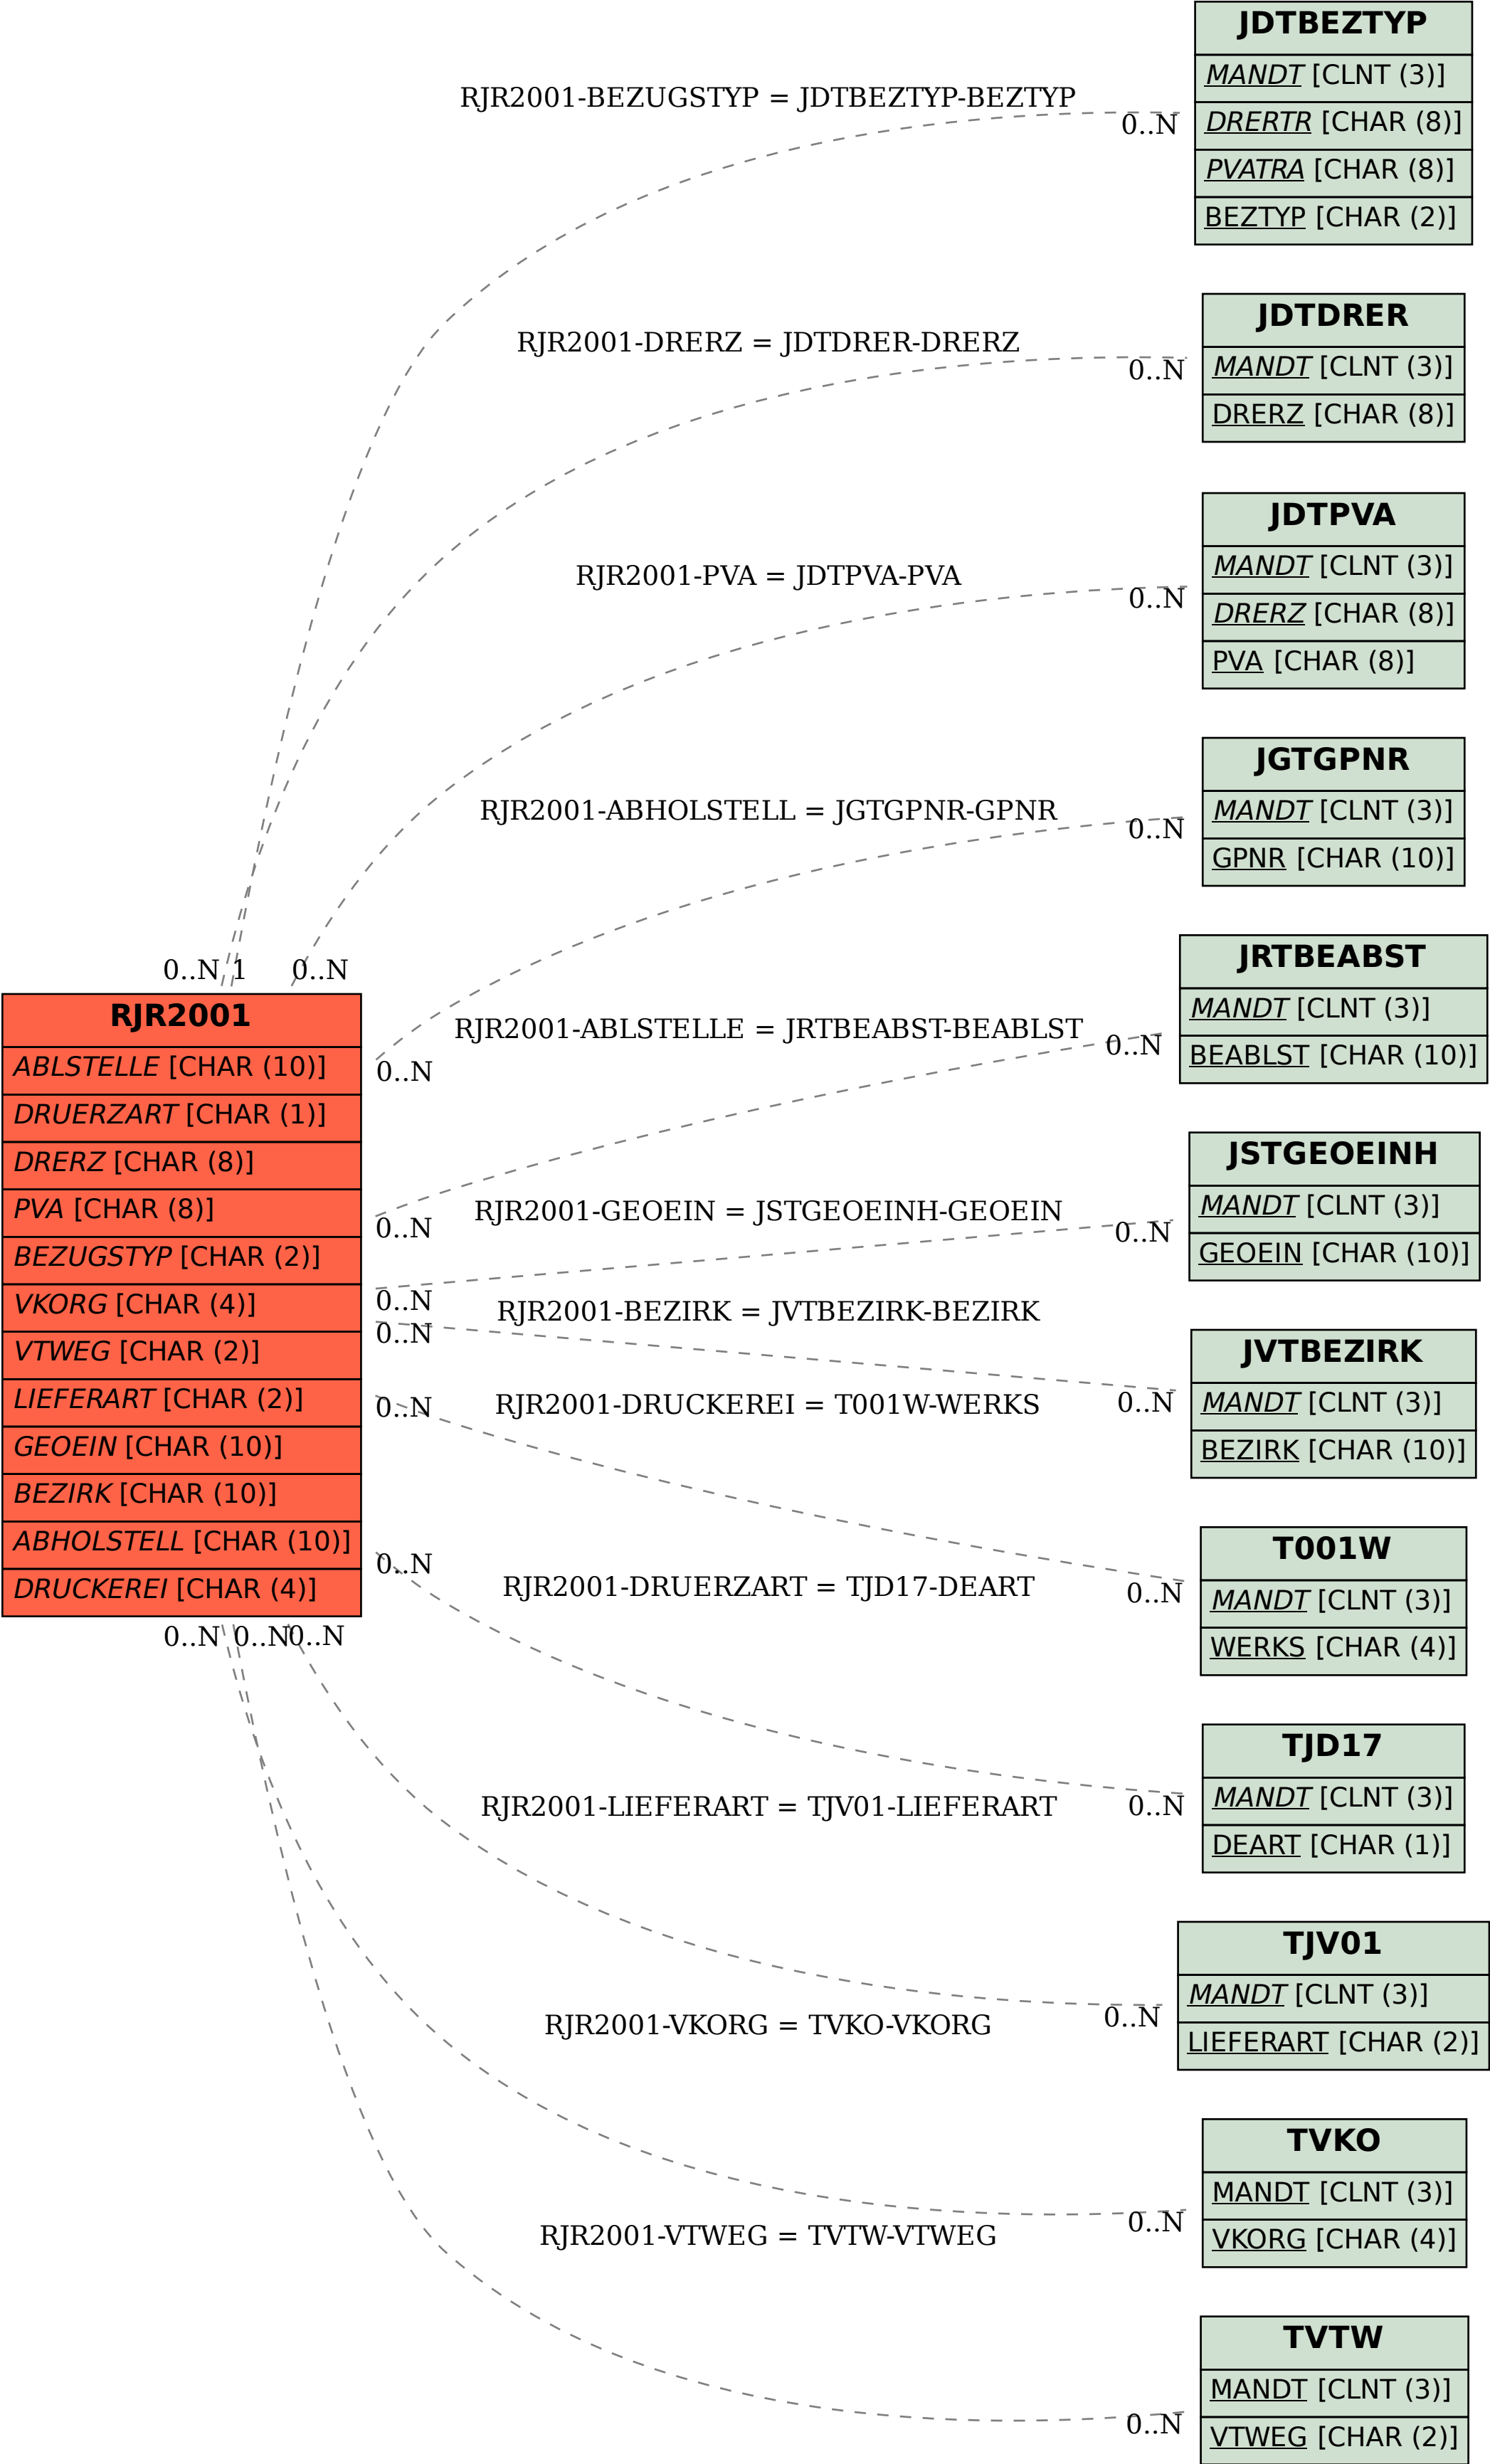 JDTBEZTYP
MANDT [CLNT (3)]
DRERTR [CHAR (8)]
PVATRA [CHAR (8)]
BEZTYP [CHAR (2)]
RJR2001-BEZUGSTYP = JDTBEZTYP-BEZTYP
0..N
JDTDRER
MANDT [CLNT (3)]
DRERZ [CHAR (8)]
RJR2001-DRERZ = JDTDRER-DRERZ
0..N
JDTPVA
MANDT [CLNT (3)]
DRERZ [CHAR (8)]
PVA [CHAR (8)]
RJR2001-PVA = JDTPVA-PVA
0..N
JGTGPNR
MANDT [CLNT (3)]
GPNR [CHAR (10)]
RJR2001-ABHOLSTELL = JGTGPNR-GPNR
0..N
0..N 1 0..N
RJR2001
ABLSTELLE [CHAR (10)]
DRUERZART [CHAR (1)]
DRERZ [CHAR (8)]
PVA [CHAR (8)]
BEZUGSTYP [CHAR (2)]
VKORG [CHAR (4)]
VTWEG [CHAR (2)]
LIEFERART [CHAR (2)]
GEOEIN [CHAR (10)]
BEZIRK [CHAR (10)]
ABHOLSTELL [CHAR (10)]
DRUCKEREI [CHAR (4)]
0..N
0..N
0..N
0..N
0..N
0..N
0..N 0..N 0..N
JRTBEABST
MANDT [CLNT (3)]
BEABLST [CHAR (10)]
RJR2001-ABLSTELLE = JRTBEABST-BEABLST
0..N
JSTGEOEINH
MANDT [CLNT (3)]
GEOEIN [CHAR (10)]
RJR2001-GEOEIN = JSTGEOEINH-GEOEIN
0..N
JVTBEZIRK
MANDT [CLNT (3)]
BEZIRK [CHAR (10)]
RJR2001-BEZIRK = JVTBEZIRK-BEZIRK
0..N
T001W
MANDT [CLNT (3)]
WERKS [CHAR (4)]
RJR2001-DRUCKEREI = T001W-WERKS
0..N
TJD17
MANDT [CLNT (3)]
DEART [CHAR (1)]
RJR2001-DRUERZART = TJD17-DEART
0..N
TJV01
MANDT [CLNT (3)]
LIEFERART [CHAR (2)]
RJR2001-LIEFERART = TJV01-LIEFERART
0..N
TVKO
MANDT [CLNT (3)]
VKORG [CHAR (4)]
RJR2001-VKORG = TVKO-VKORG
0..N
TVTW
MANDT [CLNT (3)]
VTWEG [CHAR (2)]
RJR2001-VTWEG = TVTW-VTWEG
0..N